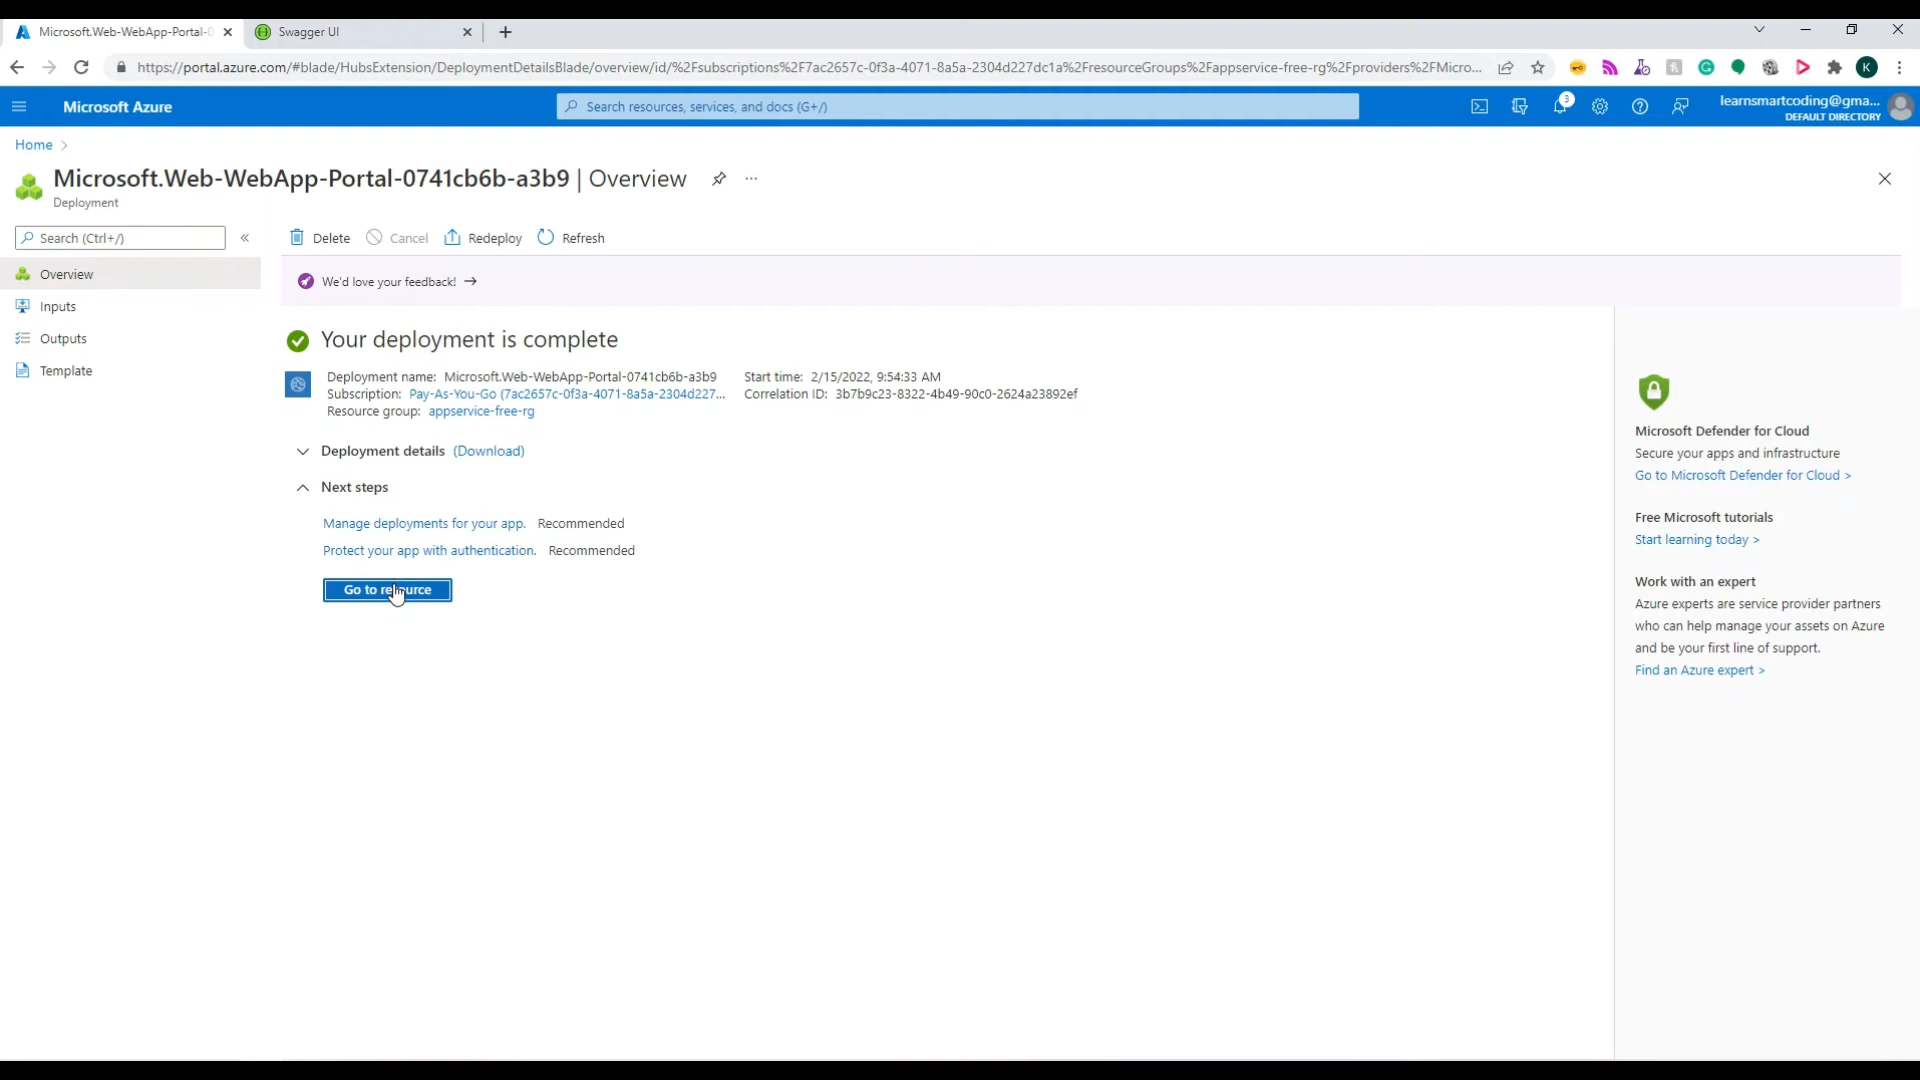 Microsoft.Web-WebApp-Portal-0
Swagger UI
https://portal.azure.com/#blade/HubsExtension/DeploymentDetailsBlade/overview/id/%2Fsubscriptions%2F7ac2657c-0f3a-4071-8a5a-2304d227dc1a%2FresourceGroups%2Fappservice-free-rg%2Fproviders%2FMicro...
K
Microsoft Azure
Search resources, services, and docs (G+/)
3
learnsmartcoding@gma...
DEFAULT DIRECTORY
Home
Microsoft.Web-WebApp-Portal-0741cb6b-a3b9 | Overview
Deployment
Search (Ctrl+/)
Delete
Cancel
Redeploy
Refresh
Overview
Inputs
Outputs
Template
We'd love your feedback! →
Your deployment is complete
Deployment name: Microsoft.Web-WebApp-Portal-0741cb6b-a3b9
Subscription: Pay-As-You-Go (7ac2657c-0f3a-4071-8a5a-2304d227...
Resource group: appservice-free-rg
Start time: 2/15/2022, 9:54:33 AM
Correlation ID: 3b7b9c23-8322-4b49-90c0-2624a23892ef
Deployment details (Download)
Next steps
Manage deployments for your app. Recommended
Protect your app with authentication. Recommended
Go to resource
Microsoft Defender for Cloud
Secure your apps and infrastructure
Go to Microsoft Defender for Cloud >
Free Microsoft tutorials
Start learning today >
Work with an expert
Azure experts are service provider partners
who can help manage your assets on Azure
and be your first line of support.
Find an Azure expert >